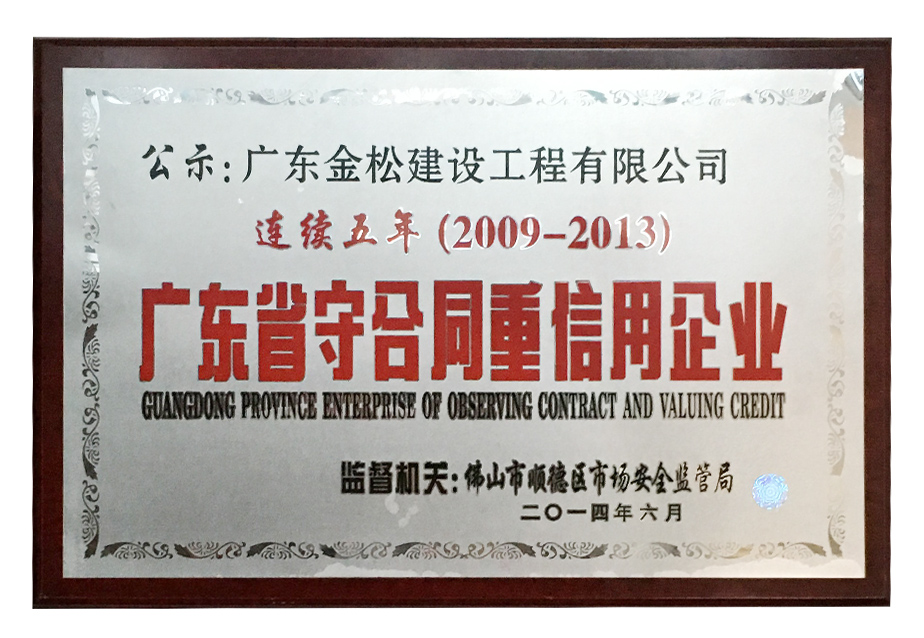 公示:广东金松建设工程有限公司
连续五年(2009-2013)
广东省守合同重信用企业
GUANGDONG PROVINCE ENTERPRISE OF OBSERVING CONTRACT AND VALUING CREDIT
监督机关:佛山市顺德区市场安全监管局
二〇一四年六月